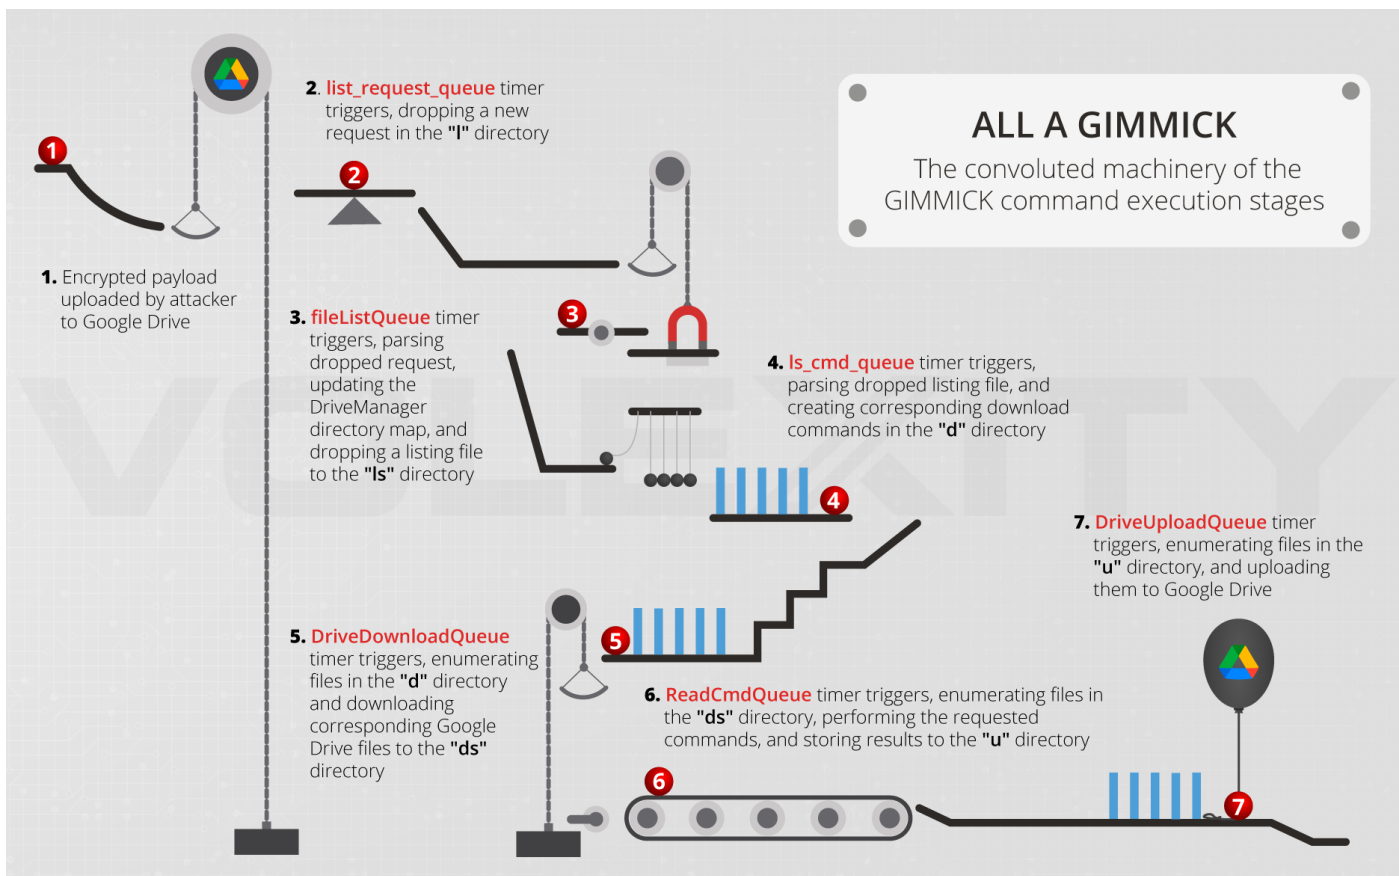 ALL A GIMMICK
The convoluted machinery of the
GIMMICK command execution stages
1
1. Encrypted payload
uploaded by attacker
to Google Drive
2. list_request_queue timer
triggers, dropping a new
request in the "l" directory
2
3. fileListQueue timer
triggers, parsing
dropped request,
updating the
DriveManager
directory map, and
dropping a listing file
to the "ls" directory
3
4. ls_cmd_queue timer triggers,
parsing dropped listing file, and
creating corresponding download
commands in the "d" directory
4
VOLEXITY
5. DriveDownloadQueue
timer triggers, enumerating
files in the "d" directory
and downloading
corresponding Google
Drive files to the "ds"
directory
5
6. ReadCmdQueue timer triggers, enumerating files in
the "ds" directory, performing the requested
commands, and storing results to the "u" directory
6
7. DriveUploadQueue timer
triggers, enumerating files in the
"u" directory, and uploading
them to Google Drive
7